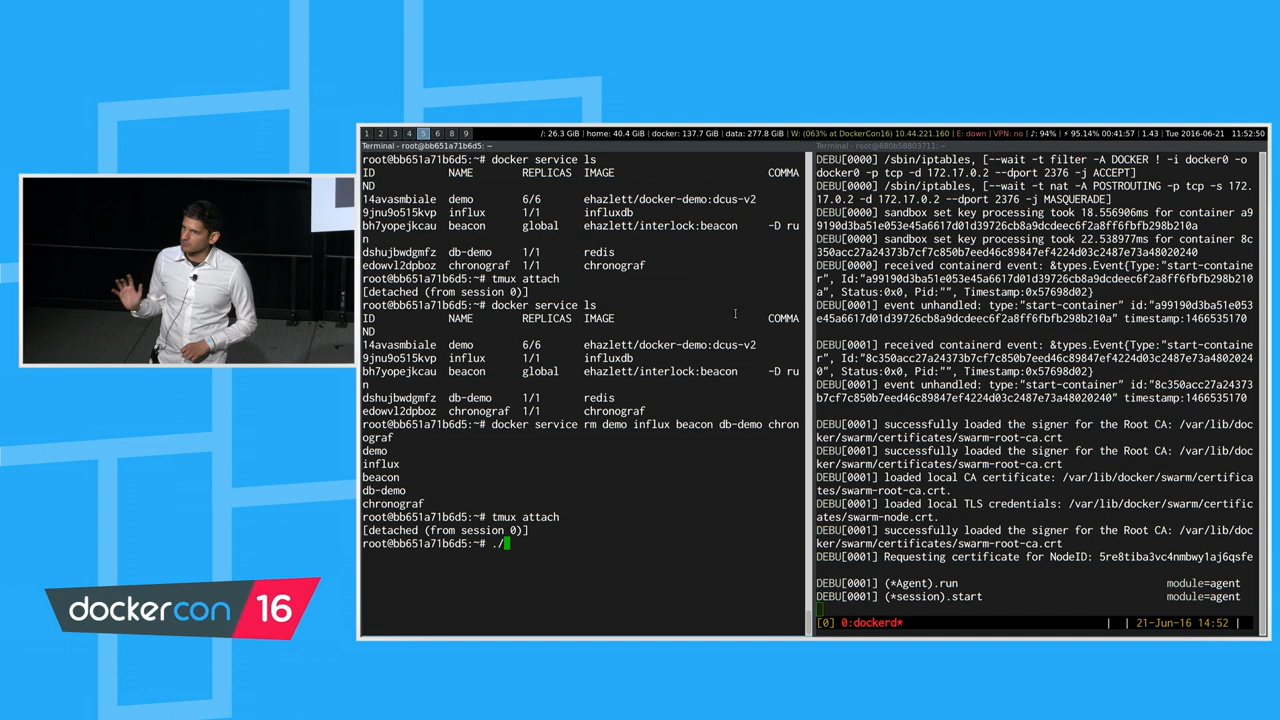 1 2 3 4 5 6 8 9 /: 26.3 GiB | home: 40.4 GiB | docker: 137.7 GiB | data: 277.8 GiB | W: (063% at DockerCon16) 10.44.221.160 | E: down | VPN: no | ♪: 94% | ⚡ 95.14% 00:41:57 | 1.43 | Tue 2016-06-21 | 11:52:50
Terminal - root@bb651a71b6d5: ~
root@bb651a71b6d5:~# docker service ls
ID NAME REPLICAS IMAGE COMMA
ND
14avasmbiale demo 6/6 ehazlett/docker-demo:dcus-v2
9jnu9o515kvp influx 1/1 influxdb
bh7yopejkcau beacon global ehazlett/interlock:beacon -D ru
n
dshujbwdgmfz db-demo 1/1 redis
edowvl2dpboz chronograf 1/1 chronograf
root@bb651a71b6d5:~# tmux attach
[detached (from session 0)]
root@bb651a71b6d5:~# docker service ls
ID NAME REPLICAS IMAGE COMMA
ND
14avasmbiale demo 6/6 ehazlett/docker-demo:dcus-v2
9jnu9o515kvp influx 1/1 influxdb
bh7yopejkcau beacon global ehazlett/interlock:beacon -D ru
n
dshujbwdgmfz db-demo 1/1 redis
edowvl2dpboz chronograf 1/1 chronograf
root@bb651a71b6d5:~# docker service rm demo influx beacon db-demo chron
ograf
demo
influx
beacon
db-demo
chronograf
root@bb651a71b6d5:~# tmux attach
[detached (from session 0)]
root@bb651a71b6d5:~# ./
Terminal - root@680b58803711: ~
DEBU[0000] /sbin/iptables, [--wait -t filter -A DOCKER ! -i docker0 -o
docker0 -p tcp -d 172.17.0.2 --dport 2376 -j ACCEPT]
DEBU[0000] /sbin/iptables, [--wait -t nat -A POSTROUTING -p tcp -s 172.
17.0.2 -d 172.17.0.2 --dport 2376 -j MASQUERADE]
DEBU[0000] sandbox set key processing took 18.556906ms for container a9
9190d3ba51e053e45a6617d01d39726cb8a9cdeec6f2a8ff6fbfb298b210a
DEBU[0000] sandbox set key processing took 22.538977ms for container 8c
350acc27a24373b7cf7c850b7eed46c89847ef4224d03c2487e73a4802024 0
DEBU[0000] received containerd event: &types.Event{Type:"start-containe
r", Id:"a99190d3ba51e053e45a6617d01d39726cb8a9cdeec6f2a8ff6fbfb298b210
a", Status:0x0, Pid:"", Timestamp:0x57698d02}
DEBU[0000] event unhandled: type:"start-container" id:"a99190d3ba51e053
e45a6617d01d39726cb8a9cdeec6f2a8ff6fbfb298b210a" timestamp:1466535170
DEBU[0001] received containerd event: &types.Event{Type:"start-containe
r", Id:"8c350acc27a24373b7cf7c850b7eed46c89847ef4224d03c2487e73a4802024
0", Status:0x0, Pid:"", Timestamp:0x57698d02}
DEBU[0001] event unhandled: type:"start-container" id:"8c350acc27a24373
b7cf7c850b7eed46c89847ef4224d03c2487e73a48020240" timestamp:1466535170
DEBU[0001] successfully loaded the signer for the Root CA: /var/lib/doc
ker/swarm/certificates/swarm-root-ca.crt
DEBU[0001] successfully loaded the signer for the Root CA: /var/lib/doc
ker/swarm/certificates/swarm-root-ca.crt
DEBU[0001] loaded local CA certificate: /var/lib/docker/swarm/certifica
tes/swarm-root-ca.crt.
DEBU[0001] loaded local TLS credentials: /var/lib/docker/swarm/certific
ates/swarm-node.crt.
DEBU[0001] successfully loaded the signer for the Root CA: /var/lib/doc
ker/swarm/certificates/swarm-root-ca.crt
DEBU[0001] Requesting certificate for NodeID: 5re8tiba3vc4nmbwy1aj6qsfe
DEBU[0001] (*Agent).run module=agent
DEBU[0001] (*session).start module=agent
[0] 0:dockerd* | | 21-Jun-16 14:52 |
dockercon 16